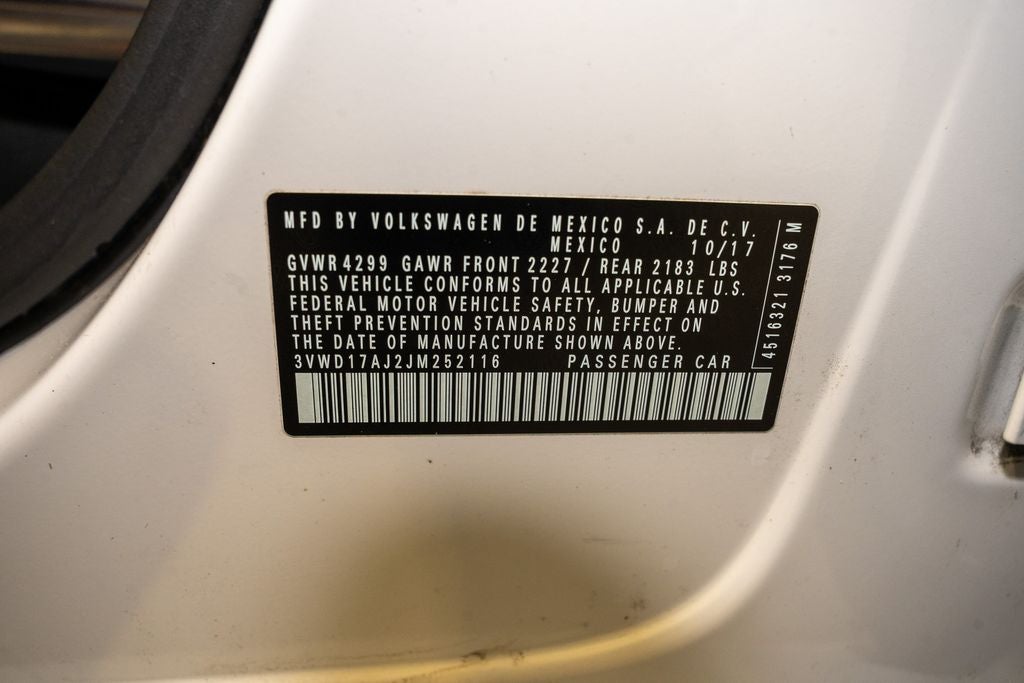 MFD BY VOLKSWAGEN DE MEXICO S.A. DE C.V.
MEXICO 10/17
GVWR 4299 GAWR FRONT 2227 / REAR 2183 LBS
THIS VEHICLE CONFORMS TO ALL APPLICABLE U.S.
FEDERAL MOTOR VEHICLE SAFETY, BUMPER AND
THEFT PREVENTION STANDARDS IN EFFECT ON
THE DATE OF MANUFACTURE SHOWN ABOVE.
3VWD17AJ2JM252116 PASSENGER CAR
4516321 3176 M